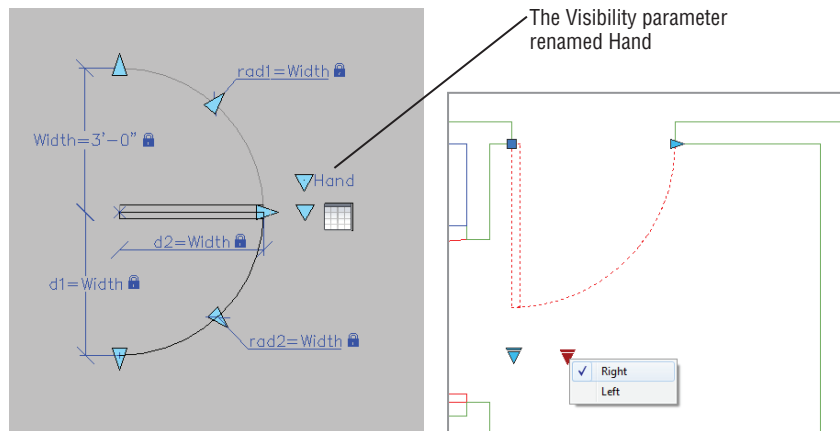 The Visibility parameter
renamed Hand
rad1=Width
Width=3'-0"
Hand
d2=Width
d1=Width
rad2=Width
Right
Left